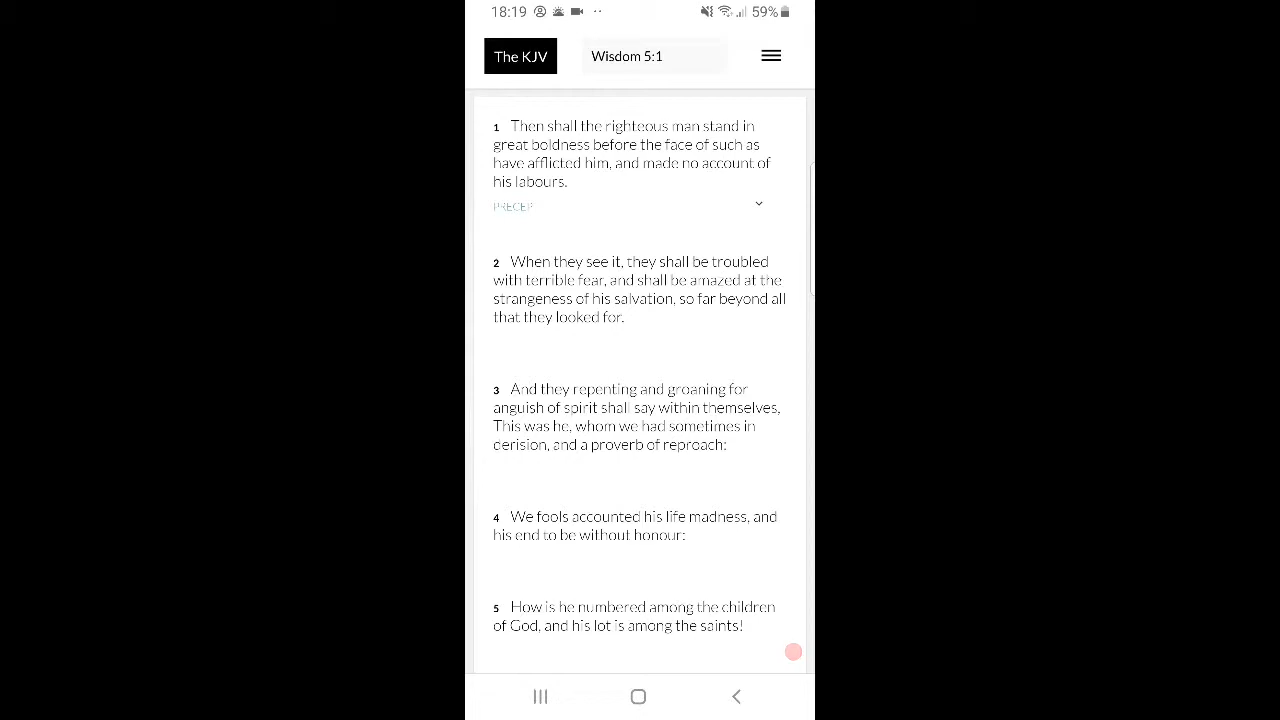 18:19 59%
The KJV Wisdom 5:1
1 Then shall the righteous man stand in
great boldness before the face of such as
have afflicted him, and made no account of
his labours.
PRECEP
2 When they see it, they shall be troubled
with terrible fear, and shall be amazed at the
strangeness of his salvation, so far beyond all
that they looked for.
3 And they repenting and groaning for
anguish of spirit shall say within themselves,
This was he, whom we had sometimes in
derision, and a proverb of reproach:
4 We fools accounted his life madness, and
his end to be without honour:
5 How is he numbered among the children
of God, and his lot is among the saints!